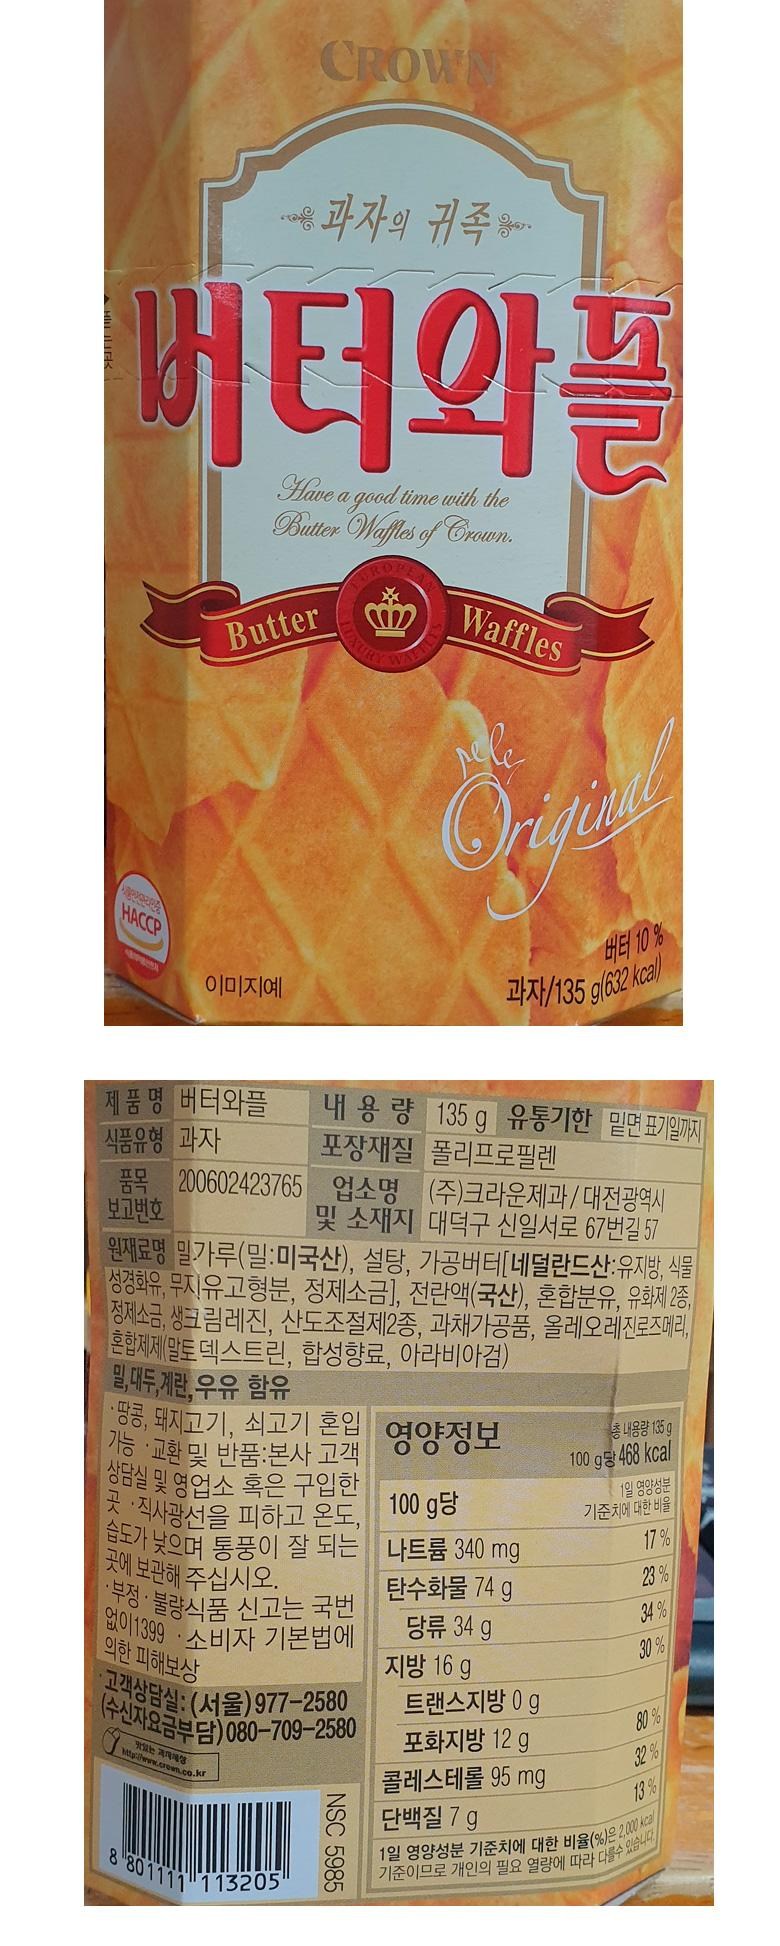 CROWN
과자의 귀족
버터와플
Have a good time with the
Butter Waffles of Crown.
EUROPEAN
Butter
Waffles
LUXURY WAFFLES
Original
HACCP
이미지예
버터 10 %
과자/135 g(632 kcal)
제 품 명 버터와플 내 용 량 135 g 유통기한 밑면 표기일까지
식품유형 과자 포장재질 폴리프로필렌
품목
보고번호 200602423765
업소명
및 소재지
(주)크라운제과 / 대전광역시
대덕구 신일서로 67번길 57
원재료명 밀가루(밀:미국산), 설탕, 가공버터[네덜란드산:유지방, 식물
성경화유, 무지유고형분, 정제소금], 전란액(국산), 혼합분유, 유화제 2종,
정제소금, 생크림레진, 산도조절제2종, 과채가공품, 올레오레진로즈메리,
혼합제제(말토덱스트린, 합성향료, 아라비아검)
밀,대두,계란,우유 함유
·땅콩, 돼지고기, 쇠고기 혼입
가능 ·교환 및 반품:본사 고객
상담실 및 영업소 혹은 구입한
곳 ·직사광선을 피하고 온도,
습도가 낮으며 통풍이 잘 되는
곳에 보관해 주십시오.
·부정·불량식품 신고는 국번
없이1399 ·소비자 기본법에
의한 피해보상
·고객상담실: (서울)977-2580
(수신자요금부담)080-709-2580
맛있는 과자세상
http://www.crown.co.kr
8 801111 113205
NSC 5985
영양정보
총 내용량 135 g
100 g당 468 kcal
100 g당
1일 영양성분
기준치에 대한 비율
나트륨 340 mg 17 %
탄수화물 74 g 23 %
당류 34 g 34 %
지방 16 g 30 %
트랜스지방 0 g
포화지방 12 g 80 %
콜레스테롤 95 mg 32 %
단백질 7 g 13 %
1일 영양성분 기준치에 대한 비율(%)은 2,000 kcal
기준이므로 개인의 필요 열량에 따라 다를수 있습니다.